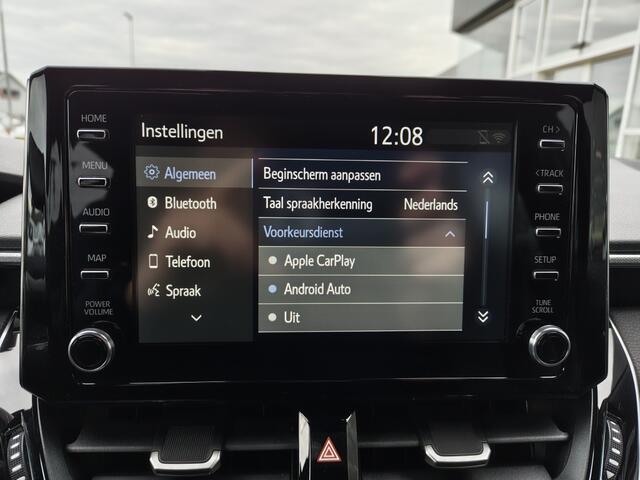 HOME
MENU
AUDIO
MAP
POWER
VOLUME
Instellingen
12:08
Algemeen
Bluetooth
Audio
Telefoon
Spraak
Beginscherm aanpassen
Taal spraakherkenning Nederlands
Voorkeursdienst
Apple CarPlay
Android Auto
Uit
CH >
< TRACK
PHONE
SETUP
TUNE
SCROLL